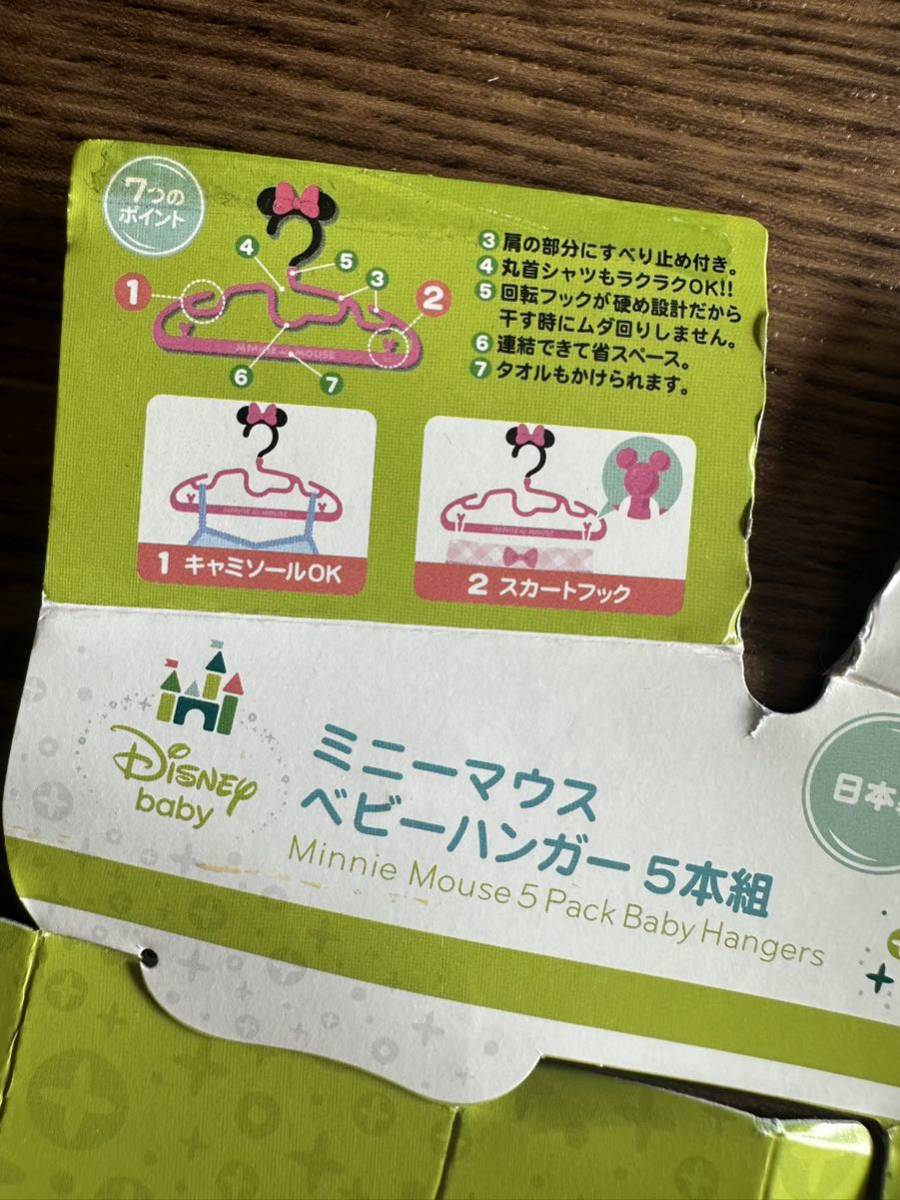 7つの
ポイント
1
2
3
4
5
6
7
MINNIE MOUSE
3 肩の部分にすべり止め付き。
4 丸首シャツもラクラクOK!!
5 回転フックが硬め設計だから
干す時にムダ回りしません。
6 連結できて省スペース。
7 タオルもかけられます。
MINNIE MOUSE
1 キャミソールOK
MINNIE MOUSE
2 スカートフック
Disney
baby
ミニーマウス
ベビーハンガー 5本組
Minnie Mouse 5 Pack Baby Hangers
日本